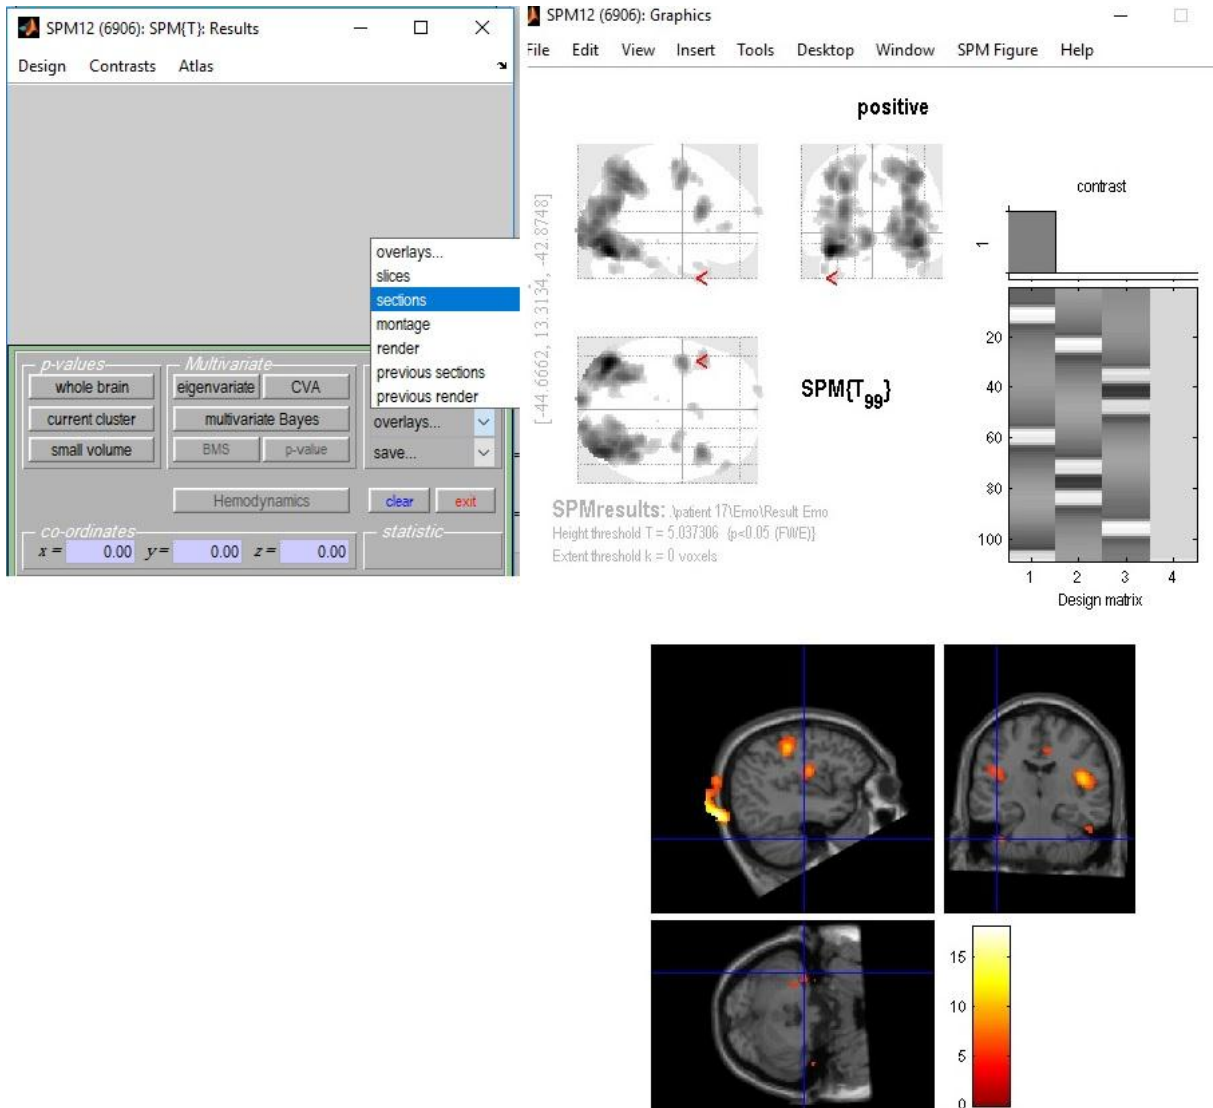 SPM12 (6906): SPM{T}: Results
Design Contrasts Atlas
overlays...
slices
sections
montage
render
previous sections
previous render
p-values
whole brain
current cluster
small volume
Multivariate
eigenvariate CVA
multivariate Bayes
BMS p-value
overlays...
save...
Hemodynamics clear exit
co-ordinates
x = 0.00 y = 0.00 z = 0.00
statistic
SPM12 (6906): Graphics
File Edit View Insert Tools Desktop Window SPM Figure Help
positive
[-44.6662, 13.3134, -42.8748]
<
<
<
SPM{T99}
contrast
1
20
40
60
80
100
1 2 3 4
Design matrix
SPMresults: .\patient 17\Emo\Result Emo
Height threshold T = 5.037306 {p<0.05 (FWE)}
Extent threshold k = 0 voxels
15
10
5
0